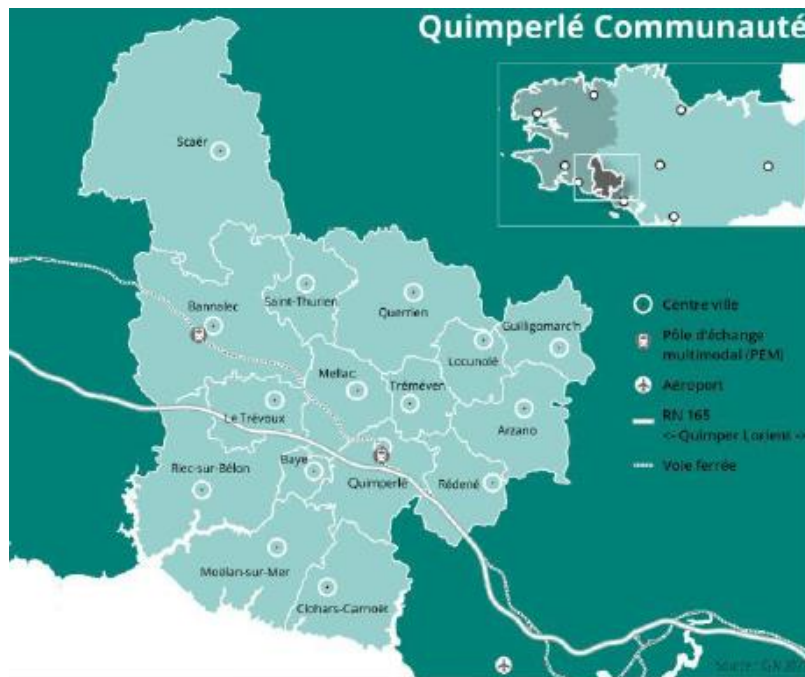 Quimperlé Communauté
Scaër
Bannalec
Saint-Thurien
Querrien
Guilligomarc'h
Locunolé
Mellac
Tréméven
Le Trévoux
Arzano
Riec-sur-Bélon
Baye
Quimperlé
Rédené
Moëlan-sur-Mer
Clohars-Carnoët
Centre ville
Pôle d'échange
multimodal (PEM)
Aéroport
RN 165
<- Quimper Lorient
Voie ferrée
Source: